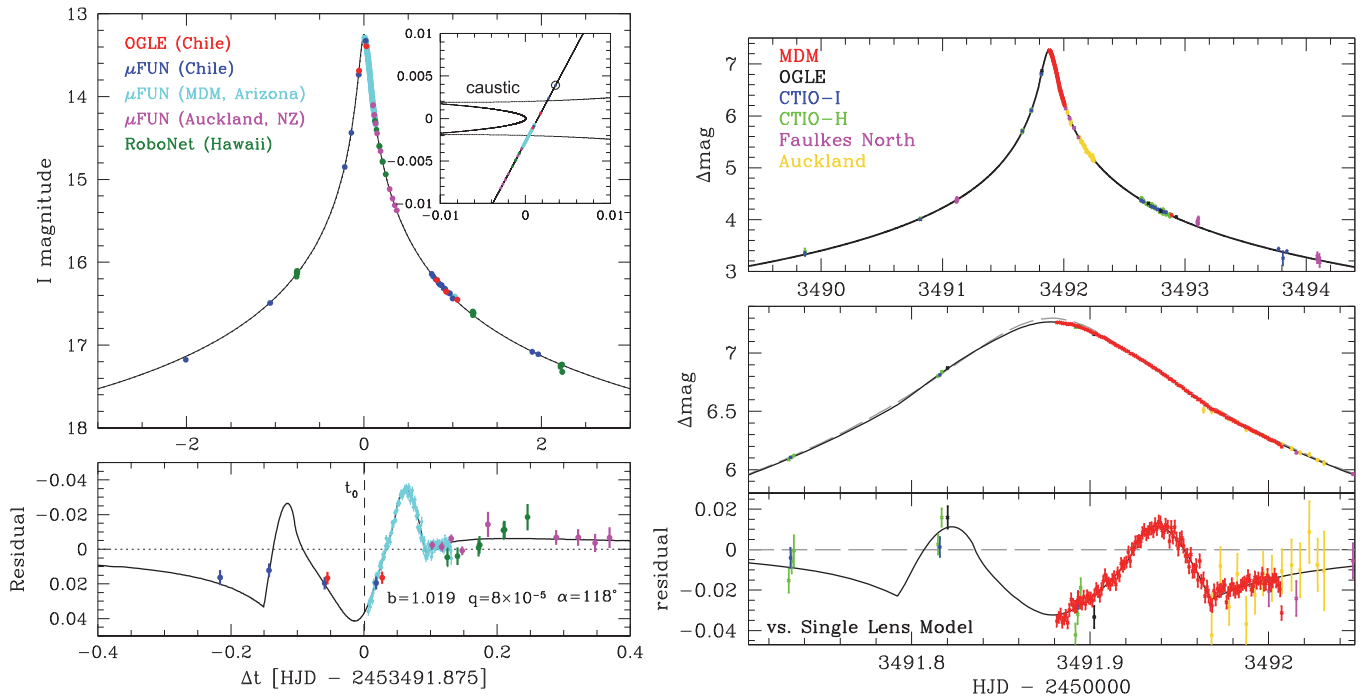 13
14
15
16
17
18
I magnitude
OGLE (Chile)
μFUN (Chile)
μFUN (MDM, Arizona)
μFUN (Auckland, NZ)
RoboNet (Hawaii)
0.01
0.005
0
−0.005
0.01
−0.01
0
0.01
caustic
−2
0
2
−0.04
−0.02
0
0.02
0.04
Residual
t₀
b=1.019 q=8×10⁻⁵ α=118°
−0.4
−0.2
0
0.2
0.4
Δt [HJD − 2453491.875]
7
6
5
4
3
Δmag
MDM
OGLE
CTIO−I
CTIO−H
Faulkes North
Auckland
3490
3491
3492
3493
3494
7
6.5
6
Δmag
0.02
0
−0.02
−0.04
residual
vs. Single Lens Model
3491.8
3491.9
3492
HJD − 2450000